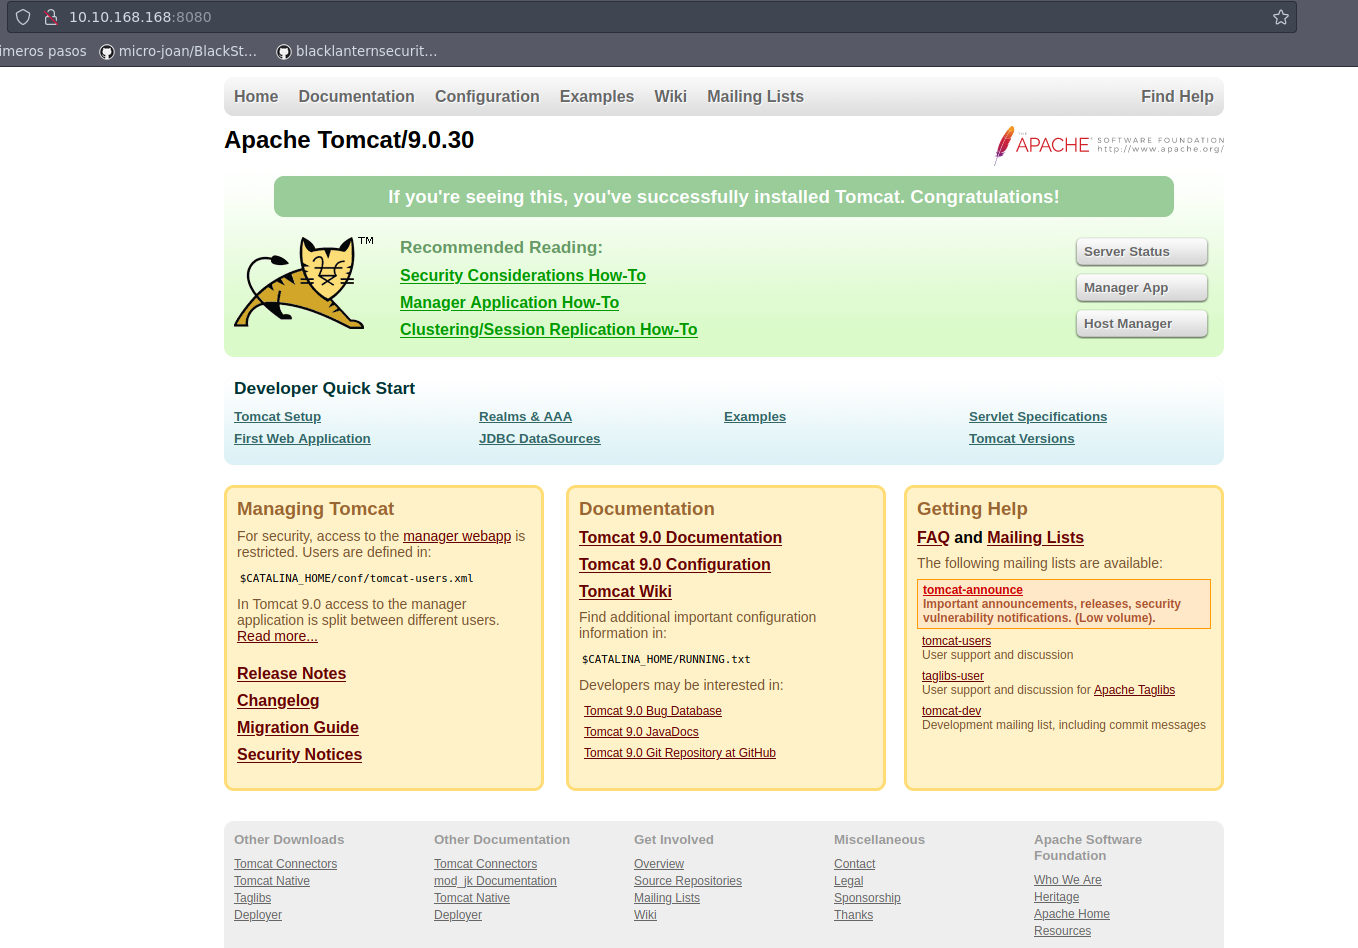 10.10.168.168:8080
imeros pasos micro-joan/BlackSt… blacklanternsecurit…
Home Documentation Configuration Examples Wiki Mailing Lists Find Help
Apache Tomcat/9.0.30
THE APACHE SOFTWARE FOUNDATION
http://www.apache.org/
If you're seeing this, you've successfully installed Tomcat. Congratulations!
TM
Recommended Reading:
Security Considerations How-To
Manager Application How-To
Clustering/Session Replication How-To
Server Status
Manager App
Host Manager
Developer Quick Start
Tomcat Setup
First Web Application
Realms & AAA
JDBC DataSources
Examples
Servlet Specifications
Tomcat Versions
Managing Tomcat
For security, access to the manager webapp is
restricted. Users are defined in:
$CATALINA_HOME/conf/tomcat-users.xml
In Tomcat 9.0 access to the manager
application is split between different users.
Read more...
Release Notes
Changelog
Migration Guide
Security Notices
Documentation
Tomcat 9.0 Documentation
Tomcat 9.0 Configuration
Tomcat Wiki
Find additional important configuration
information in:
$CATALINA_HOME/RUNNING.txt
Developers may be interested in:
Tomcat 9.0 Bug Database
Tomcat 9.0 JavaDocs
Tomcat 9.0 Git Repository at GitHub
Getting Help
FAQ and Mailing Lists
The following mailing lists are available:
tomcat-announce
Important announcements, releases, security
vulnerability notifications. (Low volume).
tomcat-users
User support and discussion
taglibs-user
User support and discussion for Apache Taglibs
tomcat-dev
Development mailing list, including commit messages
Other Downloads
Tomcat Connectors
Tomcat Native
Taglibs
Deployer
Other Documentation
Tomcat Connectors
mod_jk Documentation
Tomcat Native
Deployer
Get Involved
Overview
Source Repositories
Mailing Lists
Wiki
Miscellaneous
Contact
Legal
Sponsorship
Thanks
Apache Software
Foundation
Who We Are
Heritage
Apache Home
Resources